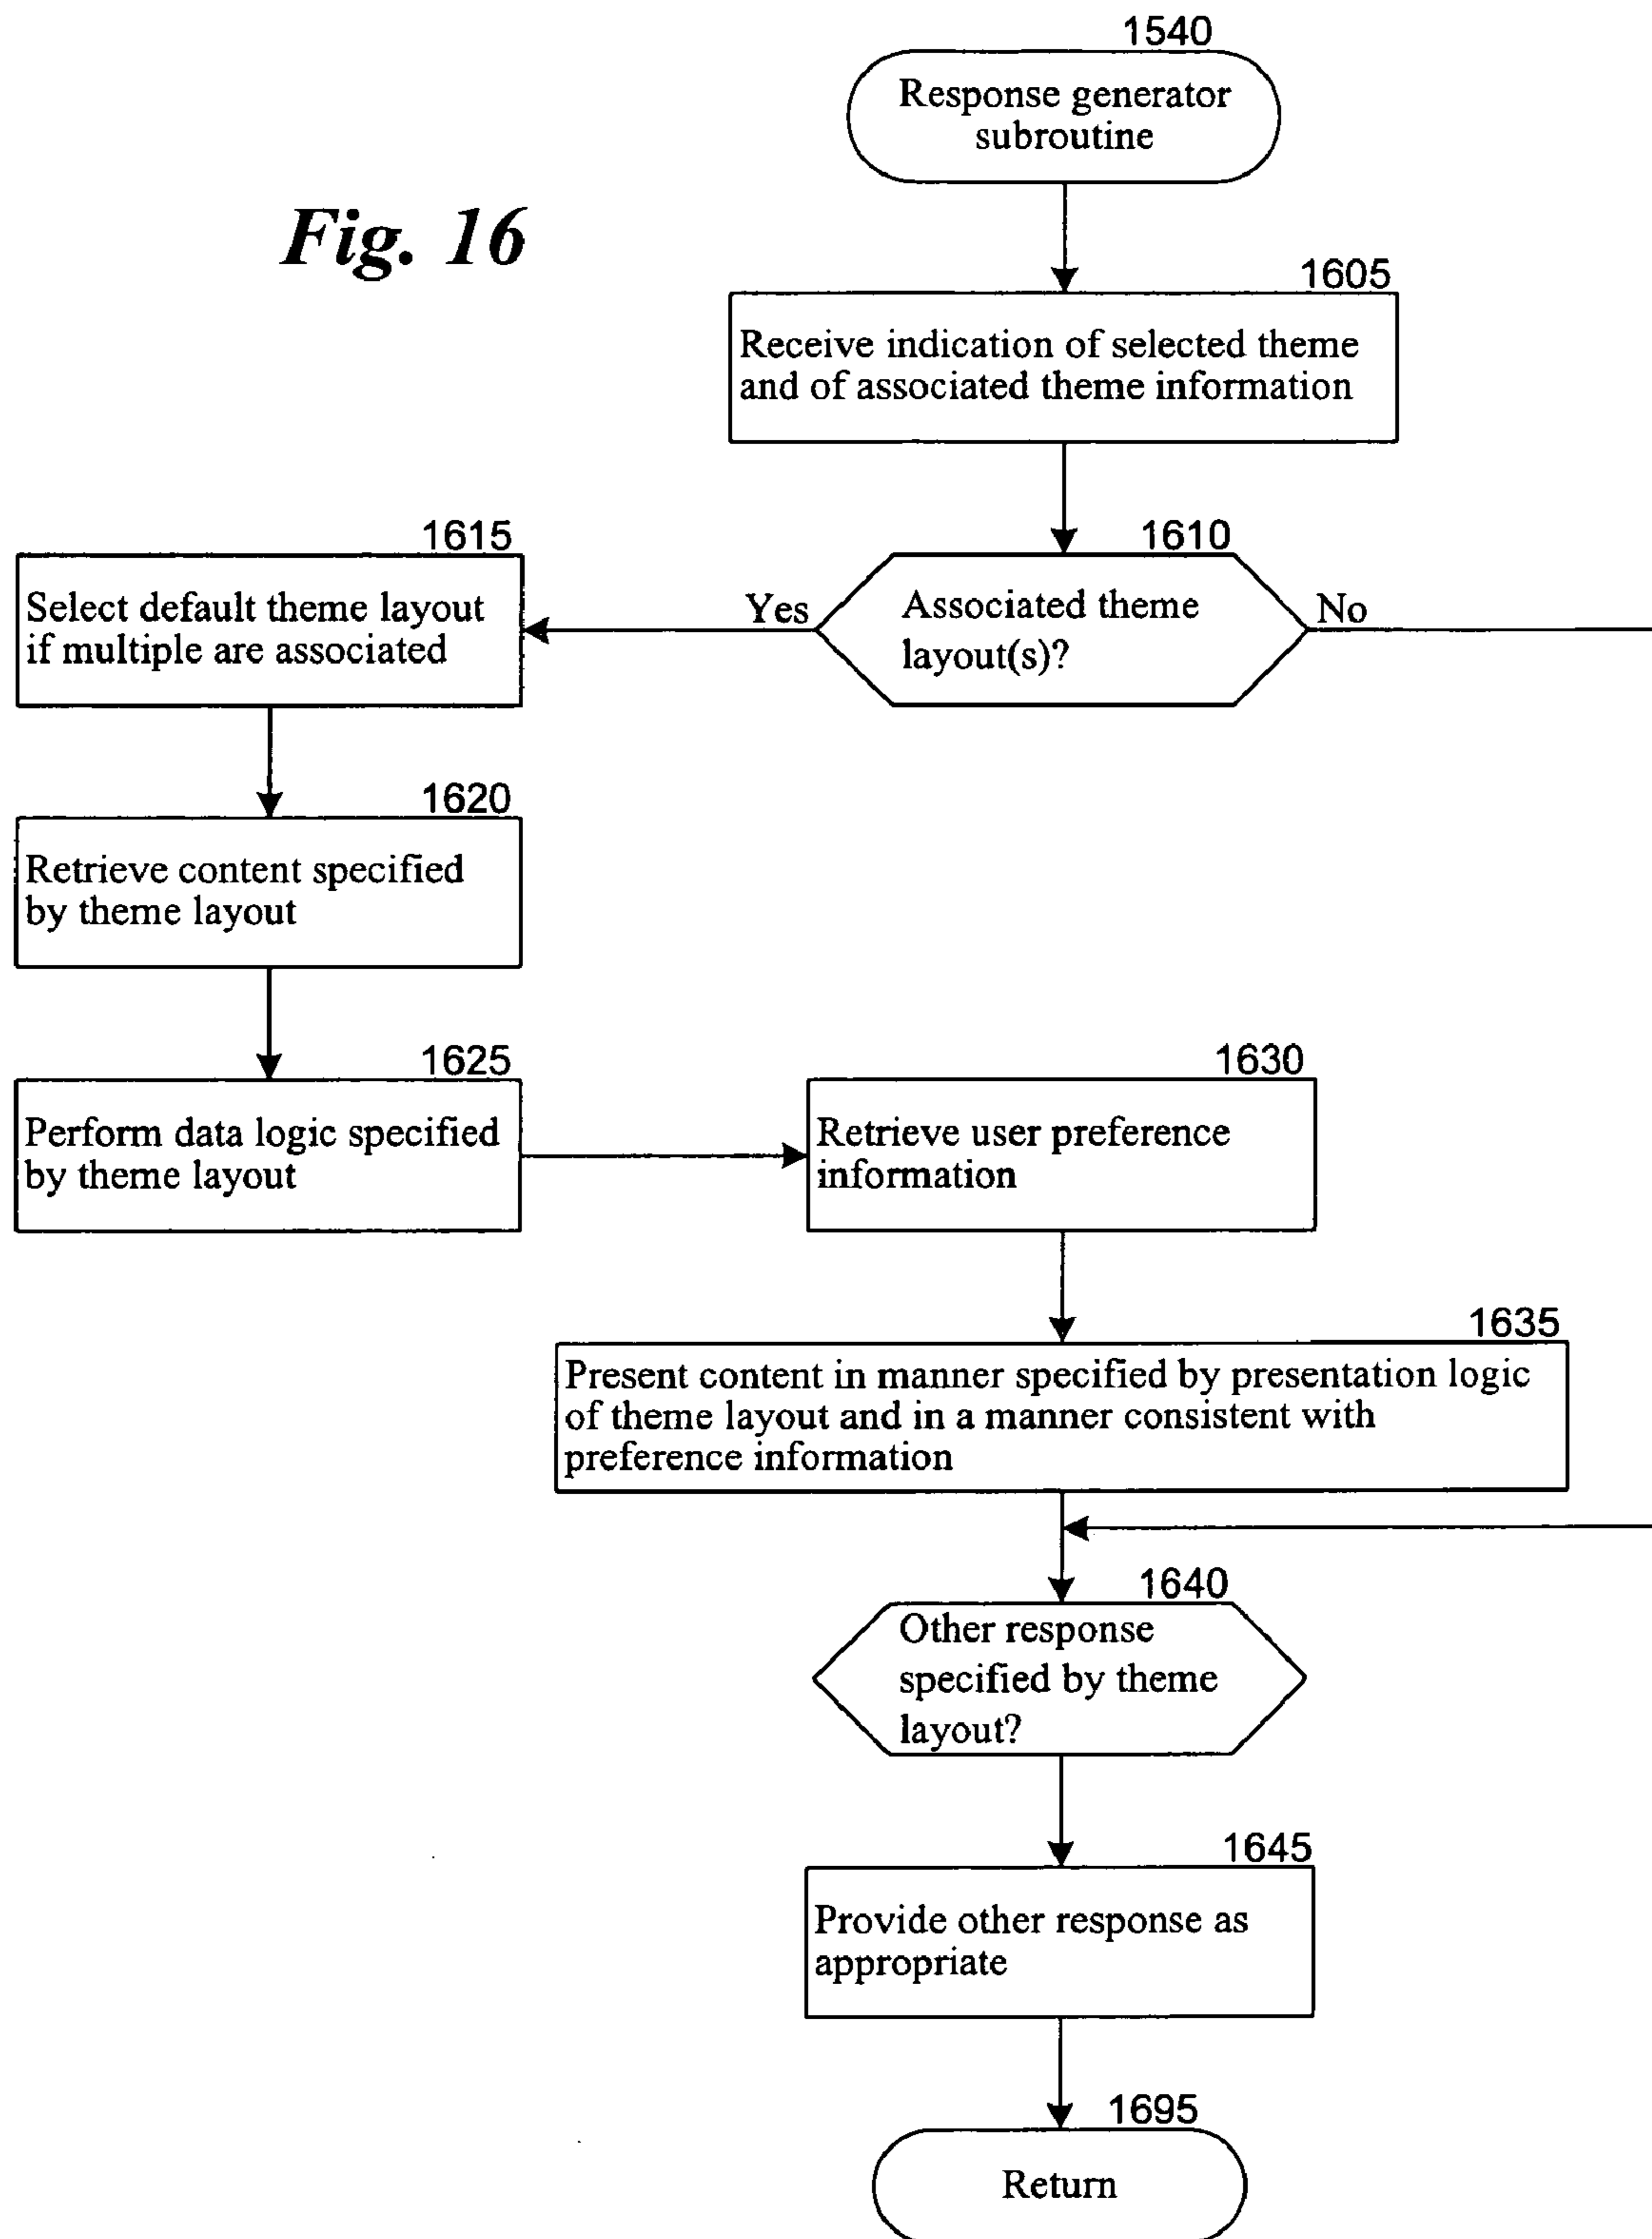 1540
Response generator
subroutine
Fig. 16
1605
Receive indication of selected theme
and of associated theme information
1610
Associated theme
layout(s)?
Yes
No
1615
Select default theme layout
if multiple are associated
1620
Retrieve content specified
by theme layout
1625
Perform data logic specified
by theme layout
1630
Retrieve user preference
information
1635
Present content in manner specified by presentation logic
of theme layout and in a manner consistent with
preference information
1640
Other response
specified by theme
layout?
1645
Provide other response as
appropriate
1695
Return